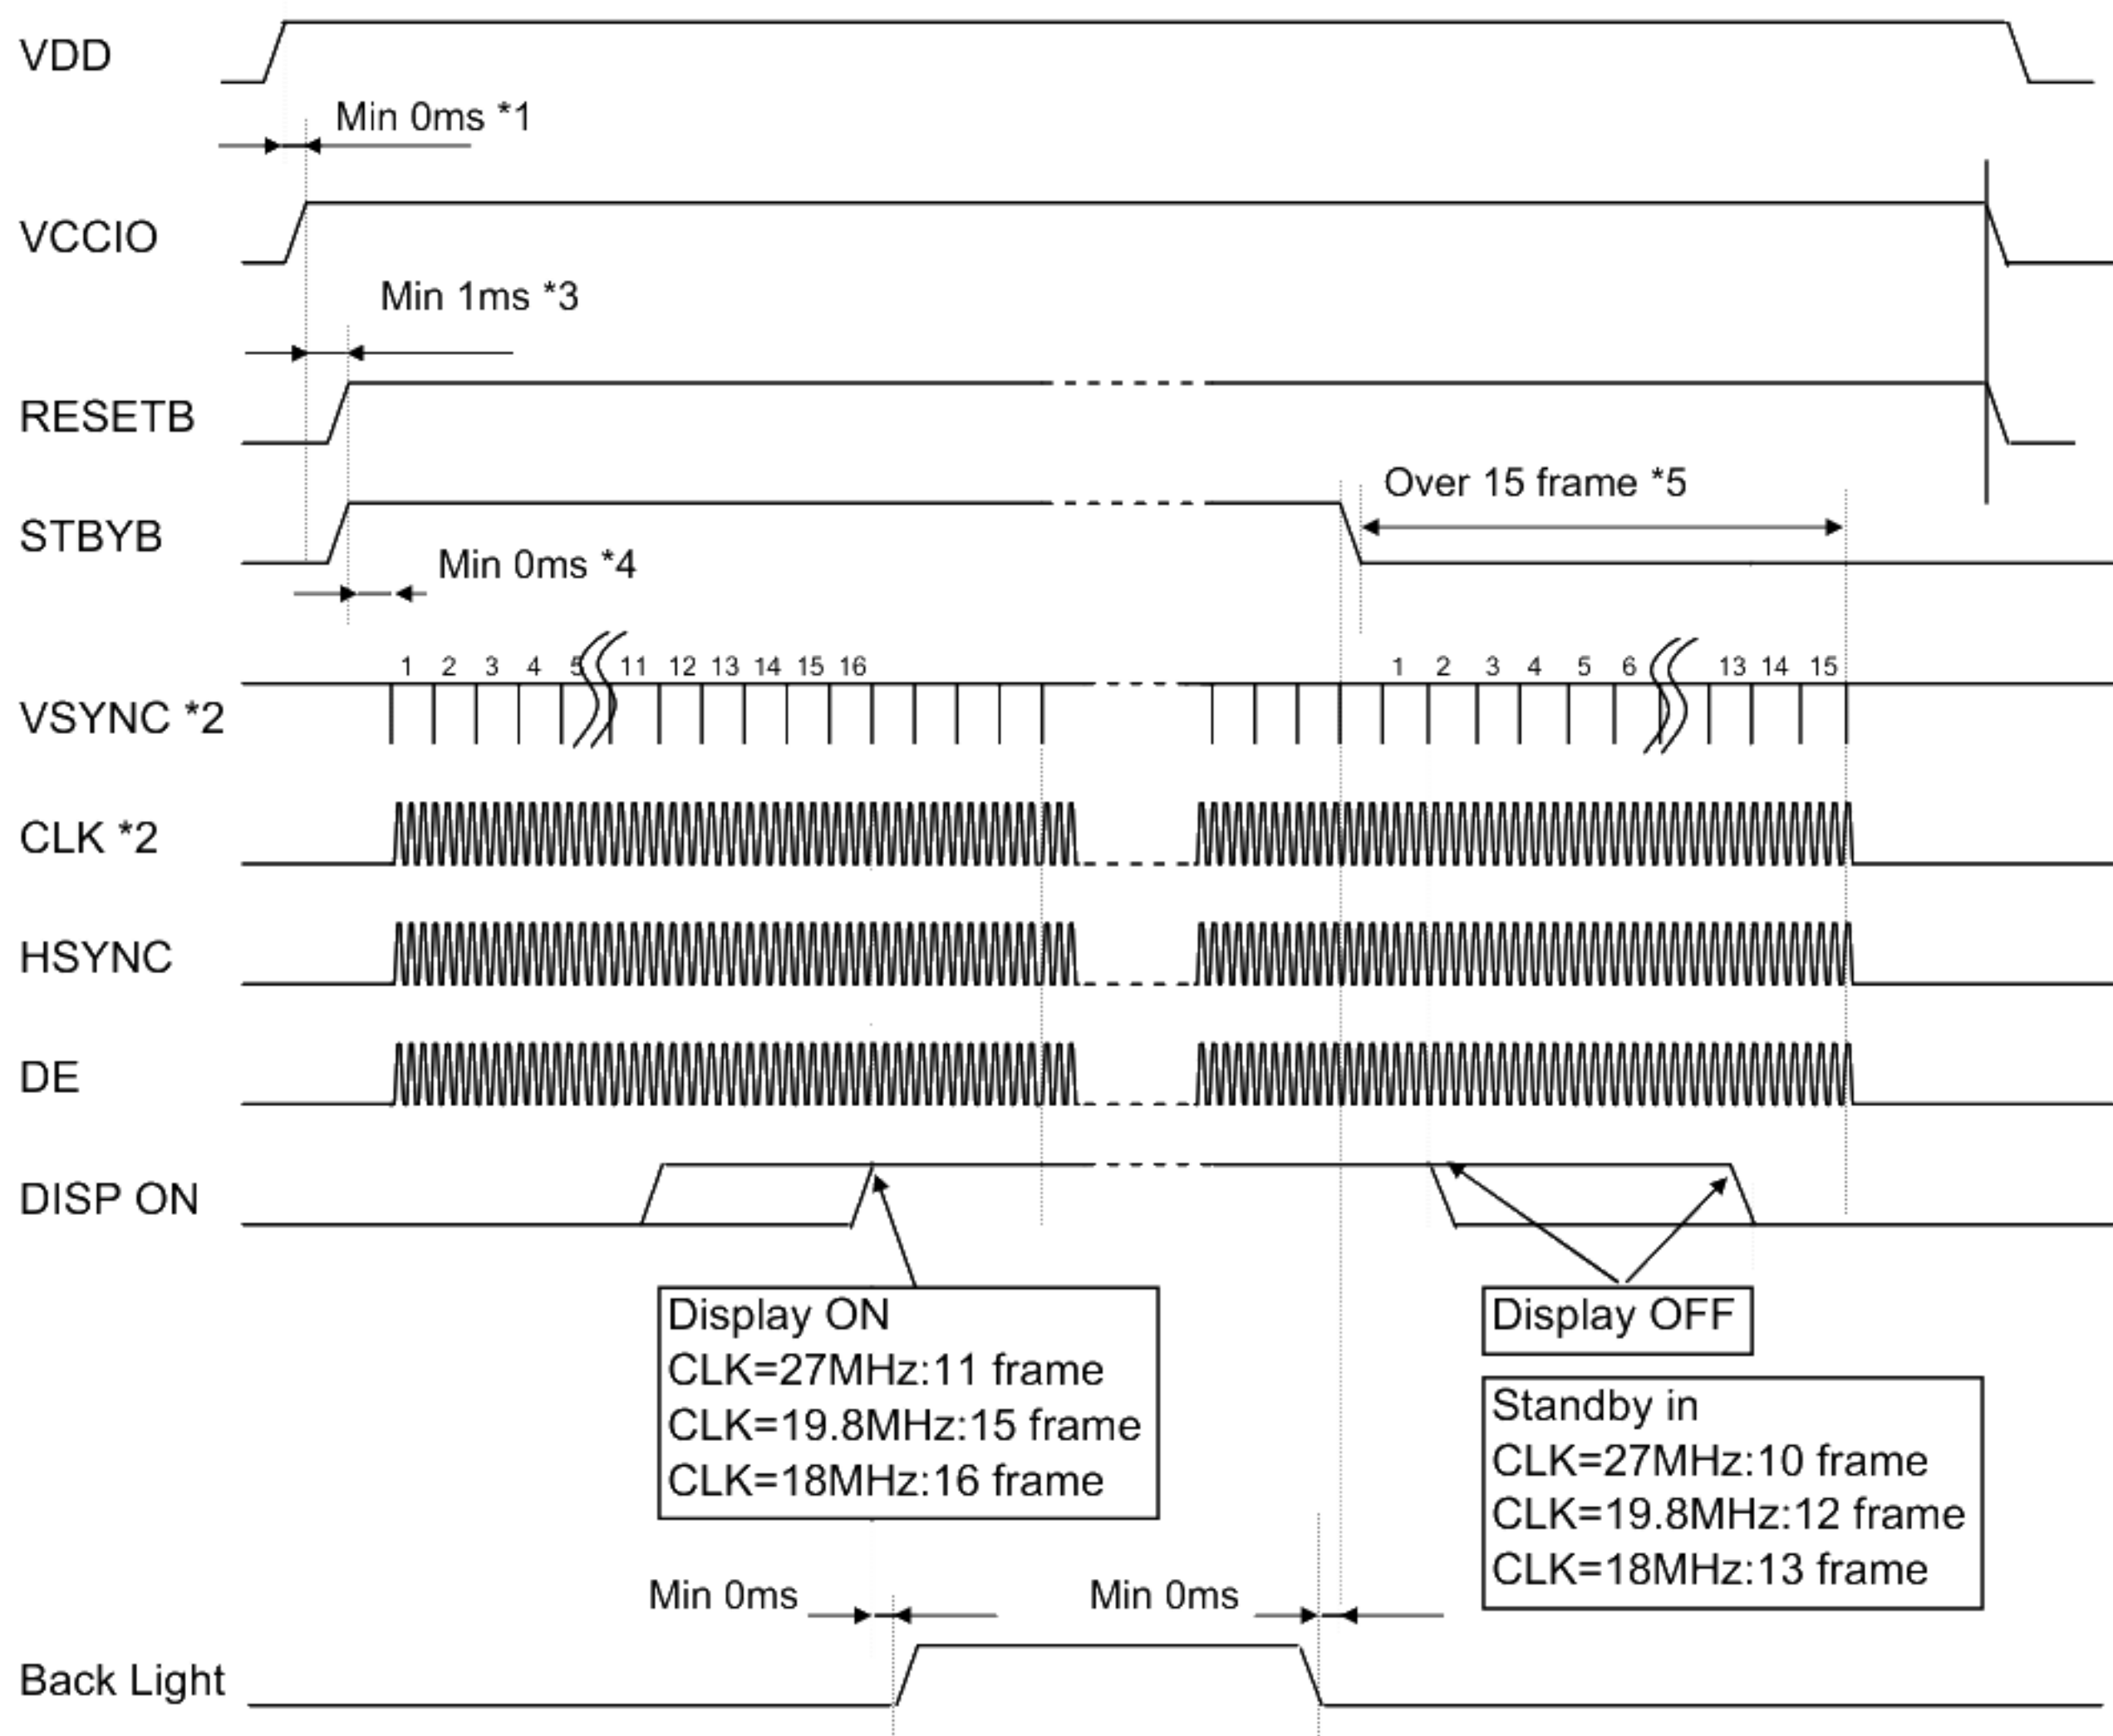 VDD
Min 0ms *1
VCCIO
Min 1ms *3
RESETB
Over 15 frame *5
STBYB
Min 0ms *4
1 2 3 4 5 11 12 13 14 15 16 1 2 3 4 5 6 13 14 15
VSYNC *2
CLK *2
HSYNC
DE
DISP ON
Display ON
CLK=27MHz:11 frame
CLK=19.8MHz:15 frame
CLK=18MHz:16 frame
Display OFF
Standby in
CLK=27MHz:10 frame
CLK=19.8MHz:12 frame
CLK=18MHz:13 frame
Min 0ms
Min 0ms
Back Light